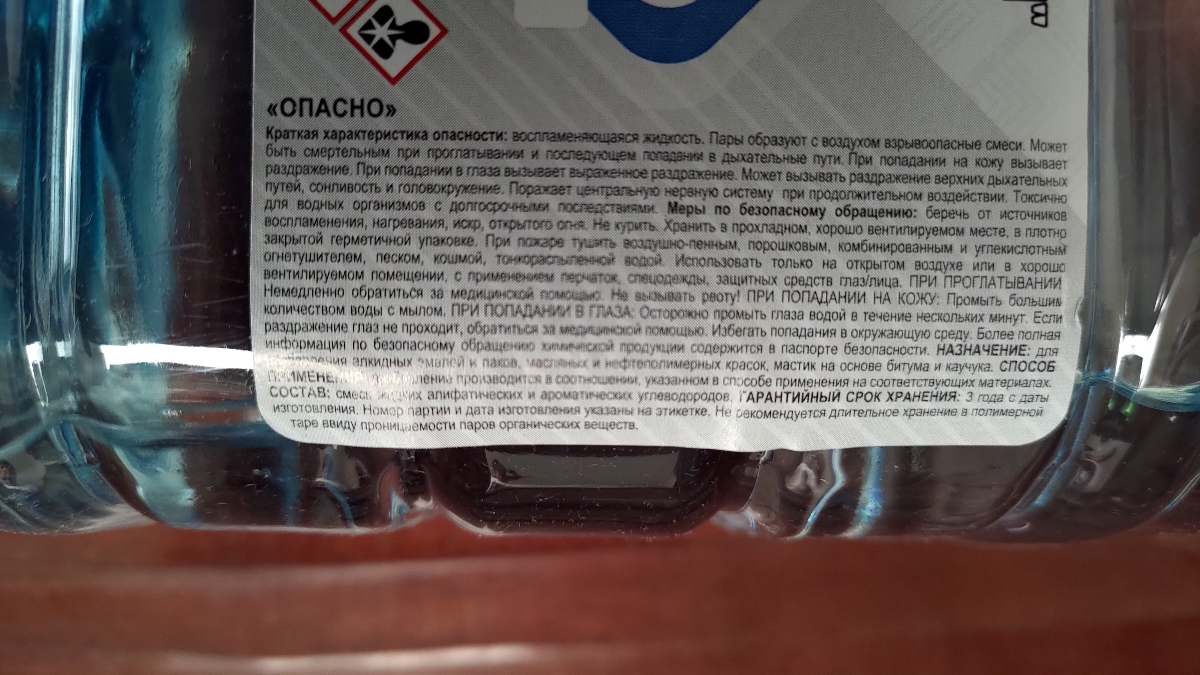 «ОПАСНО»
Краткая характеристика опасности: воспламеняющаяся жидкость. Пары образуют с воздухом взрывоопасные смеси. Может
быть смертельным при проглатывании и последующем попадании в дыхательные пути. При попадании на кожу вызывает
раздражение. При попадании в глаза вызывает выраженное раздражение. Может вызывать раздражение верхних дыхательных
путей, сонливость и головокружение. Поражает центральную нервную систему при продолжительном воздействии. Токсично
для водных организмов с долгосрочными последствиями. Меры по безопасному обращению: беречь от источников
воспламенения, нагревания, искр, открытого огня. Не курить. Хранить в прохладном, хорошо вентилируемом месте, в плотно
закрытой герметичной упаковке. При пожаре тушить воздушно-пенным, порошковым, комбинированным и углекислотным
огнетушителем, песком, кошмой, тонкораспыленной водой. Использовать только на открытом воздухе или в хорошо
вентилируемом помещении, с применением перчаток, спецодежды, защитных средств глаз/лица. ПРИ ПРОГЛАТЫВАНИИ:
Немедленно обратиться за медицинской помощью. Не вызывать рвоту! ПРИ ПОПАДАНИИ НА КОЖУ: Промыть большим
количеством воды с мылом. ПРИ ПОПАДАНИИ В ГЛАЗА: Осторожно промыть глаза водой в течение нескольких минут. Если
раздражение глаз не проходит, обратиться за медицинской помощью. Избегать попадания в окружающую среду. Более полная
информация по безопасному обращению химической продукции содержится в паспорте безопасности. НАЗНАЧЕНИЕ: для
алкидных эмалей и лаков, масляных и нефтеполимерных красок, мастик на основе битума и каучука. СПОСОБ
ПРИМЕНЕНИЯ: производится в соотношении, указанном в способе применения на соответствующих материалах.
СОСТАВ: смесь жидких алифатических и ароматических углеводородов. ГАРАНТИЙНЫЙ СРОК ХРАНЕНИЯ: 3 года с даты
изготовления. Номер партии и дата изготовления указаны на этикетке. Не рекомендуется длительное хранение в полимерной
таре ввиду проницаемости паров органических веществ.